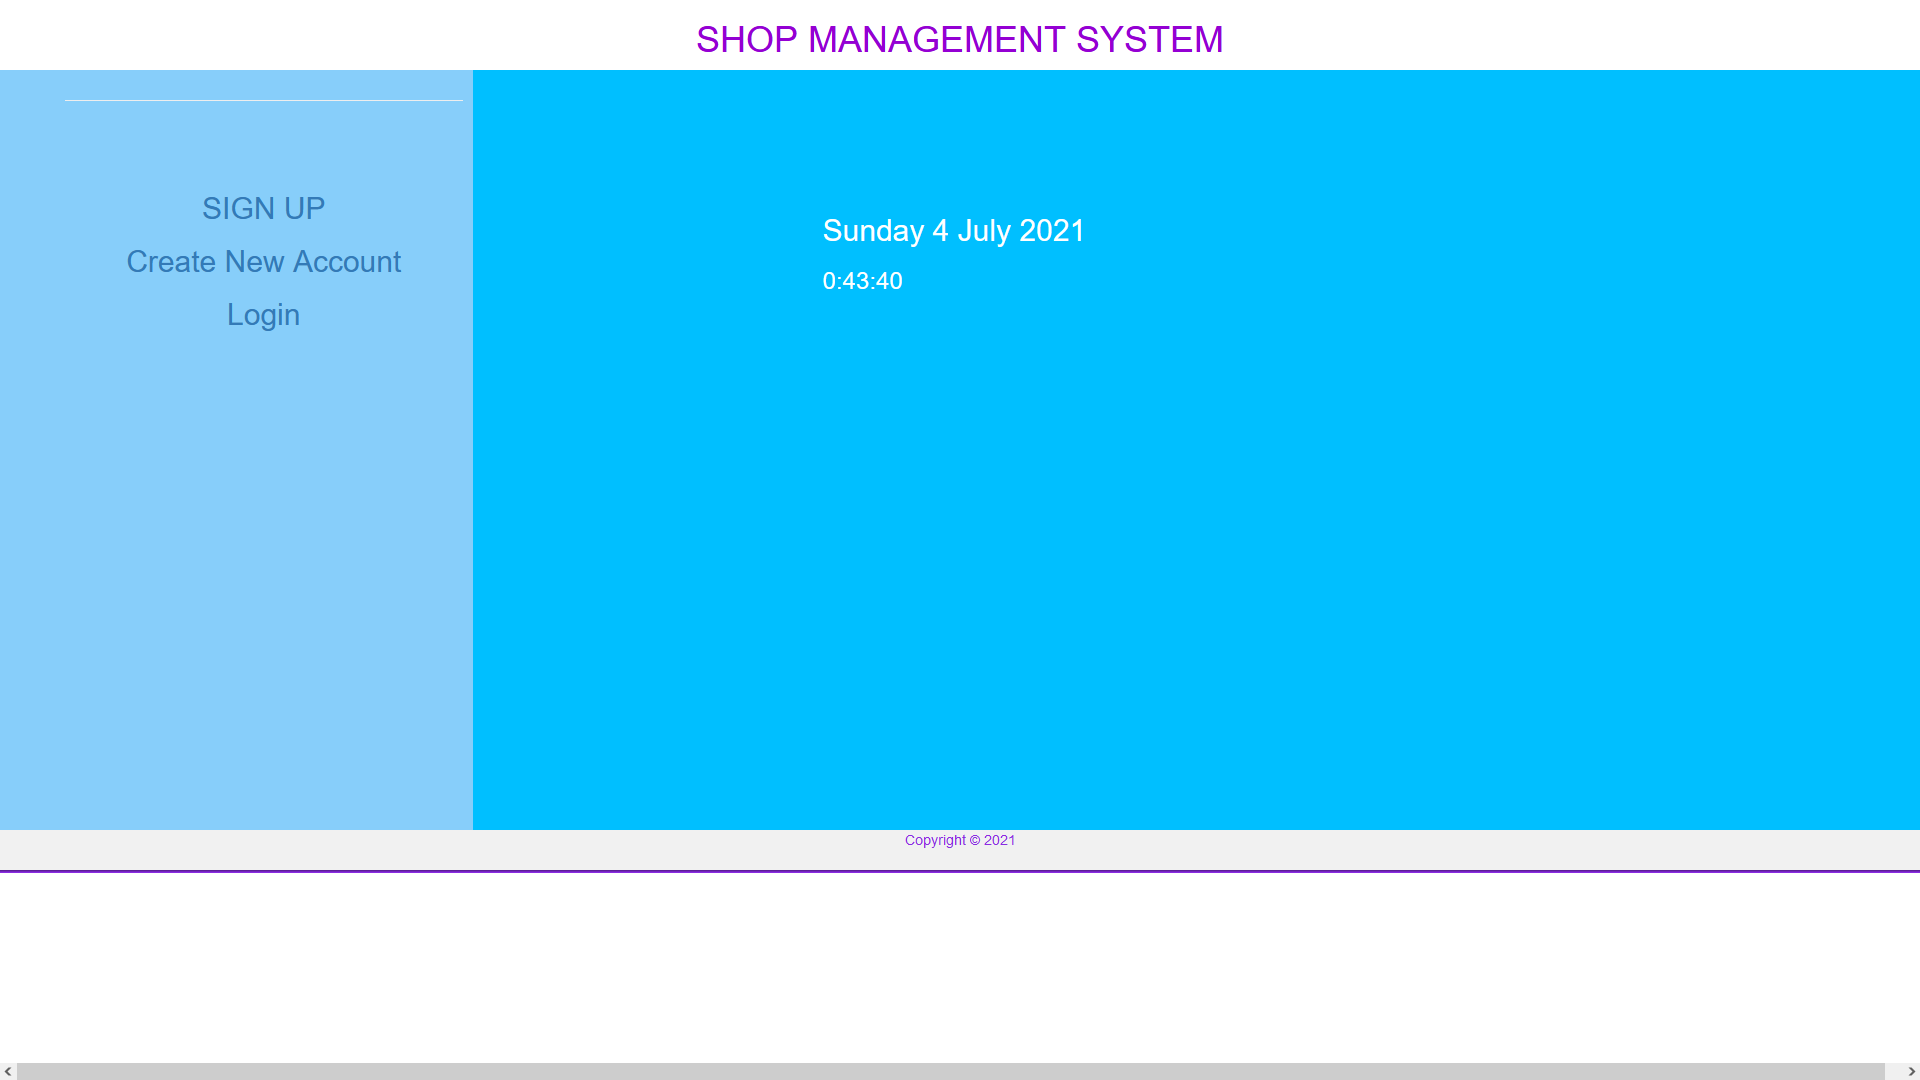 SHOP MANAGEMENT SYSTEM
SIGN UP
Create New Account
Login
Sunday 4 July 2021
0:43:40
Copyright © 2021